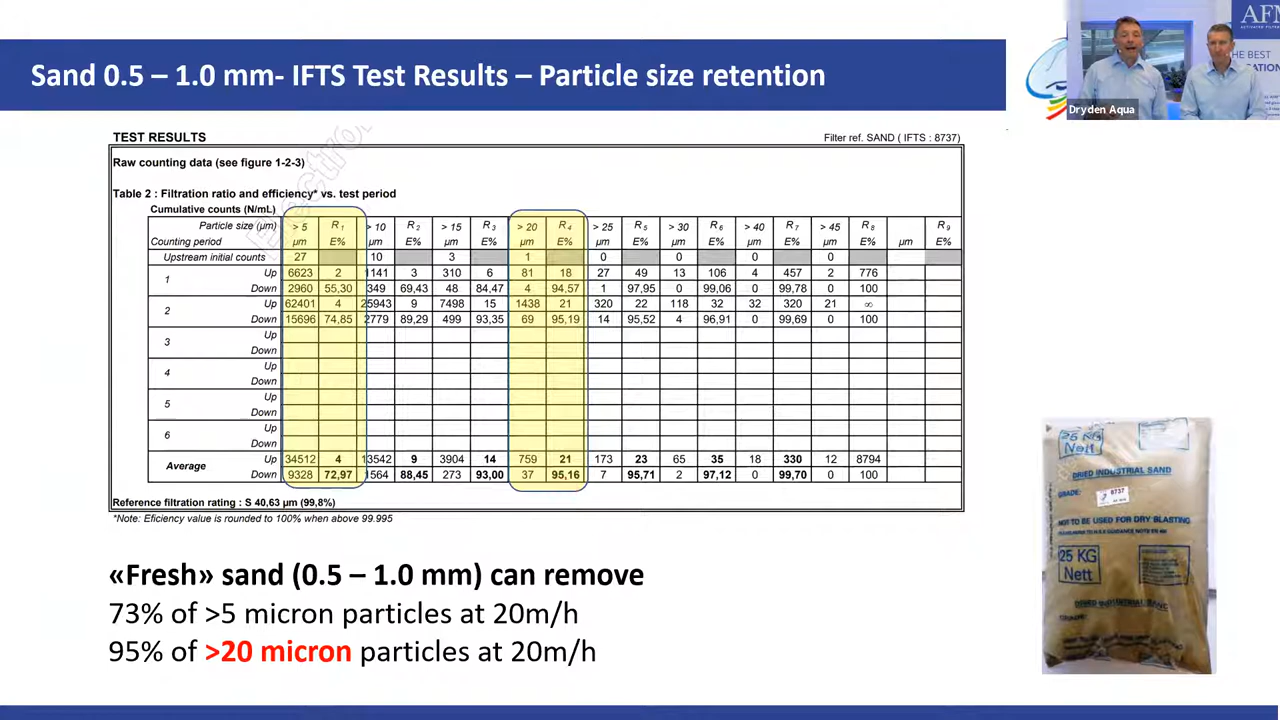 Sand 0.5 – 1.0 mm- IFTS Test Results – Particle size retention
AFM
THE BEST
Dryden Aqua
TEST RESULTS
Filter ref. SAND ( IFTS : 8737)
Raw counting data (see figure 1-2-3)
Table 2 : Filtration ratio and efficiency* vs. test period
Cumulative counts (N/mL)
Particle size (µm) > 5 R1 > 10 R2 > 15 R3 > 20 R4 > 25 R5 > 30 R6 > 40 R7 > 45 R8 R9
Counting period µm E% µm E% µm E% µm E% µm E% µm E% µm E% µm E% µm E%
Upstream initial counts 27 10 3 1 0 0 0 0
1 Up 6623 2 1141 3 310 6 81 18 27 49 13 106 4 457 2 776
Down 2960 55,30 349 69,43 48 84,47 4 94,57 1 97,95 0 99,06 0 99,78 0 100
2 Up 62401 4 25943 9 7498 15 1438 21 320 22 118 32 32 320 21 ∞
Down 15696 74,85 2779 89,29 499 93,35 69 95,19 14 95,52 4 96,91 0 99,69 0 100
3 Up
Down
4 Up
Down
5 Up
Down
6 Up
Down
Average Up 34512 4 13542 9 3904 14 759 21 173 23 65 35 18 330 12 8794
Down 9328 72,97 1564 88,45 273 93,00 37 95,16 7 95,71 2 97,12 0 99,70 0 100
Reference filtration rating : S 40,63 µm (99,8%)
*Note: Eficiency value is rounded to 100% when above 99.995
«Fresh» sand (0.5 – 1.0 mm) can remove
73% of >5 micron particles at 20m/h
95% of >20 micron particles at 20m/h
25 KG
Nett
DRIED INDUSTRIAL SAND
GRADE:
8737
NOT TO BE USED FOR DRY BLASTING
25 KG
Nett
DRIED INDUSTRIAL SAND